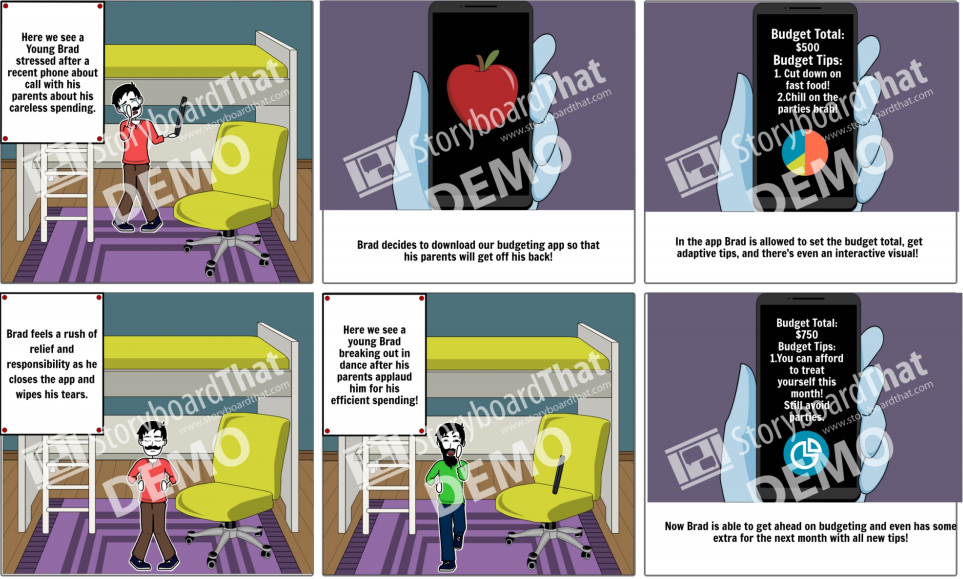 Here we see a
Young Brad
stressed after a
recent phone about
call with his
parents about his
careless spending.
StoryboardThat
www.storyboardthat.com
DEMO
StoryboardThat
www.storyboardthat.com
DEMO
Brad decides to download our budgeting app so that
his parents will get off his back!
Budget Total:
$500
Budget Tips:
1. Cut down on
fast food!
2.Chill on the
parties brah!
StoryboardThat
www.storyboardthat.com
DEMO
In the app Brad is allowed to set the budget total, get
adaptive tips, and there's even an interactive visual!
Brad feels a rush of
relief and
responsibility as he
closes the app and
wipes his tears.
StoryboardThat
www.storyboardthat.com
DEMO
Here we see a
young Brad
breaking out in
dance after his
parents applaud
him for his
efficient spending!
StoryboardThat
www.storyboardthat.com
DEMO
Budget Total:
$750
Budget Tips:
1.You can afford
to treat
yourself this
month!
Still avoid
parties.
StoryboardThat
www.storyboardthat.com
DEMO
Now Brad is able to get ahead on budgeting and even has some
extra for the next month with all new tips!